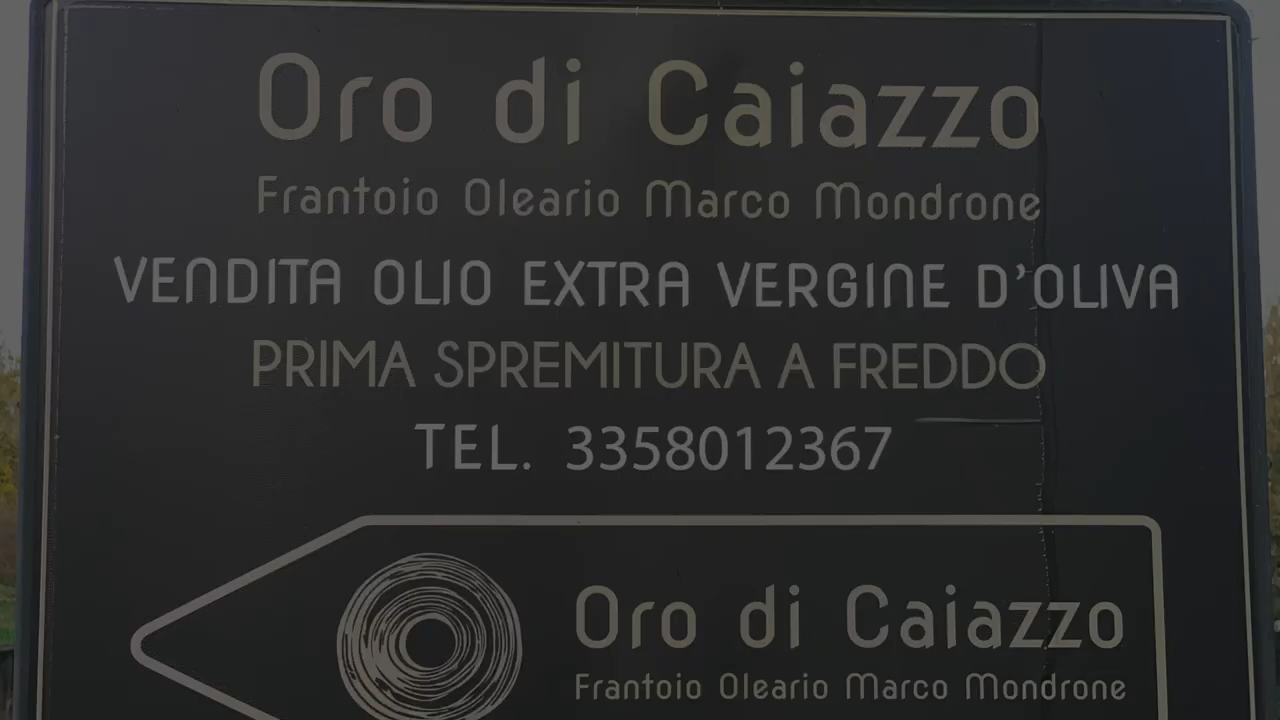 Oro di Caiazzo
Frantoio Oleario Marco Mondrone
VENDITA OLIO EXTRA VERGINE D'OLIVA
PRIMA SPREMITURA A FREDDO
TEL. 3358012367
Oro di Caiazzo
Frantoio Oleario Marco Mondrone